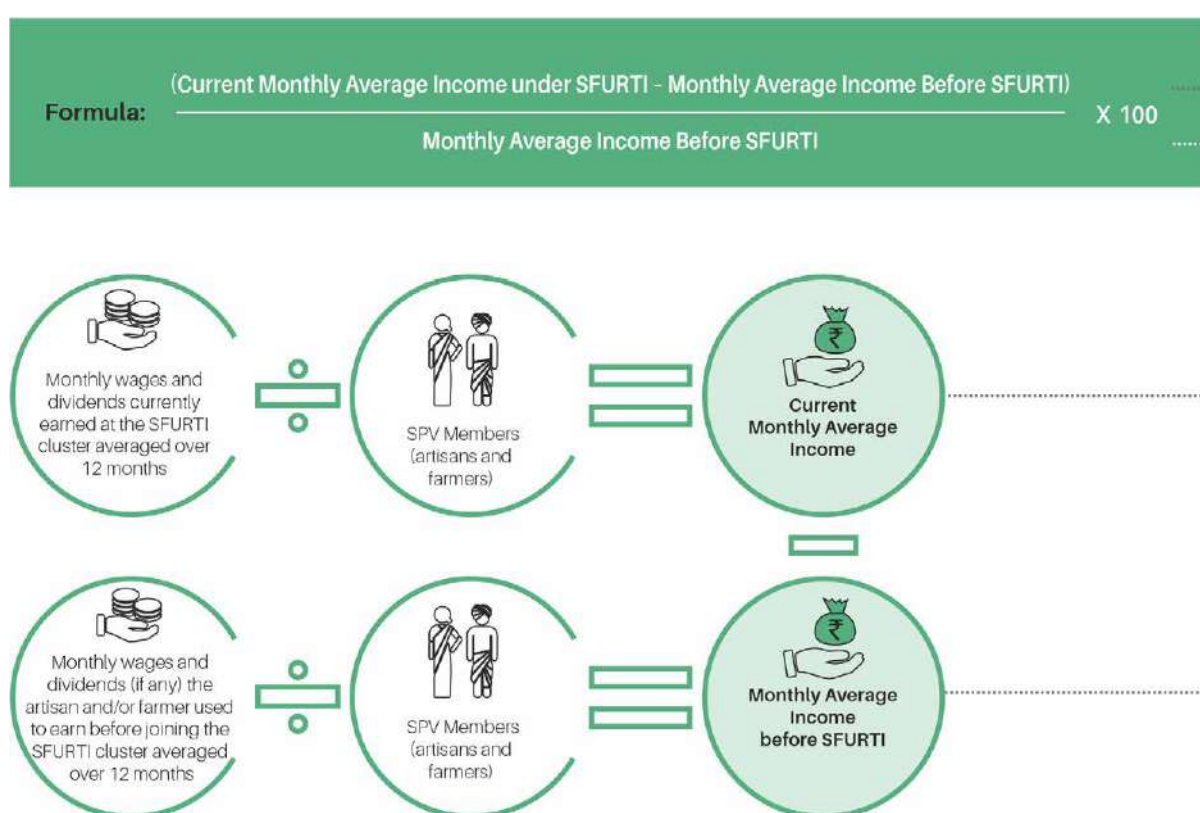 (Current Monthly Average Income under SFURTI - Monthly Average Income Before SFURTI)
Formula:
X 100
Monthly Average Income Before SFURTI
Monthly wages and
dividends currently
earned at the SFURTI
cluster averaged over
12 months
SPV Members
(artisans and
farmers)
₹
Current
Monthly Average
Income
Monthly wages and
dividends (if any) the
artisan and/or farmer used
to earn before joining the
SFURTI cluster averaged
over 12 months
SPV Members
(artisans and
farmers)
₹
Monthly Average
Income
before SFURTI